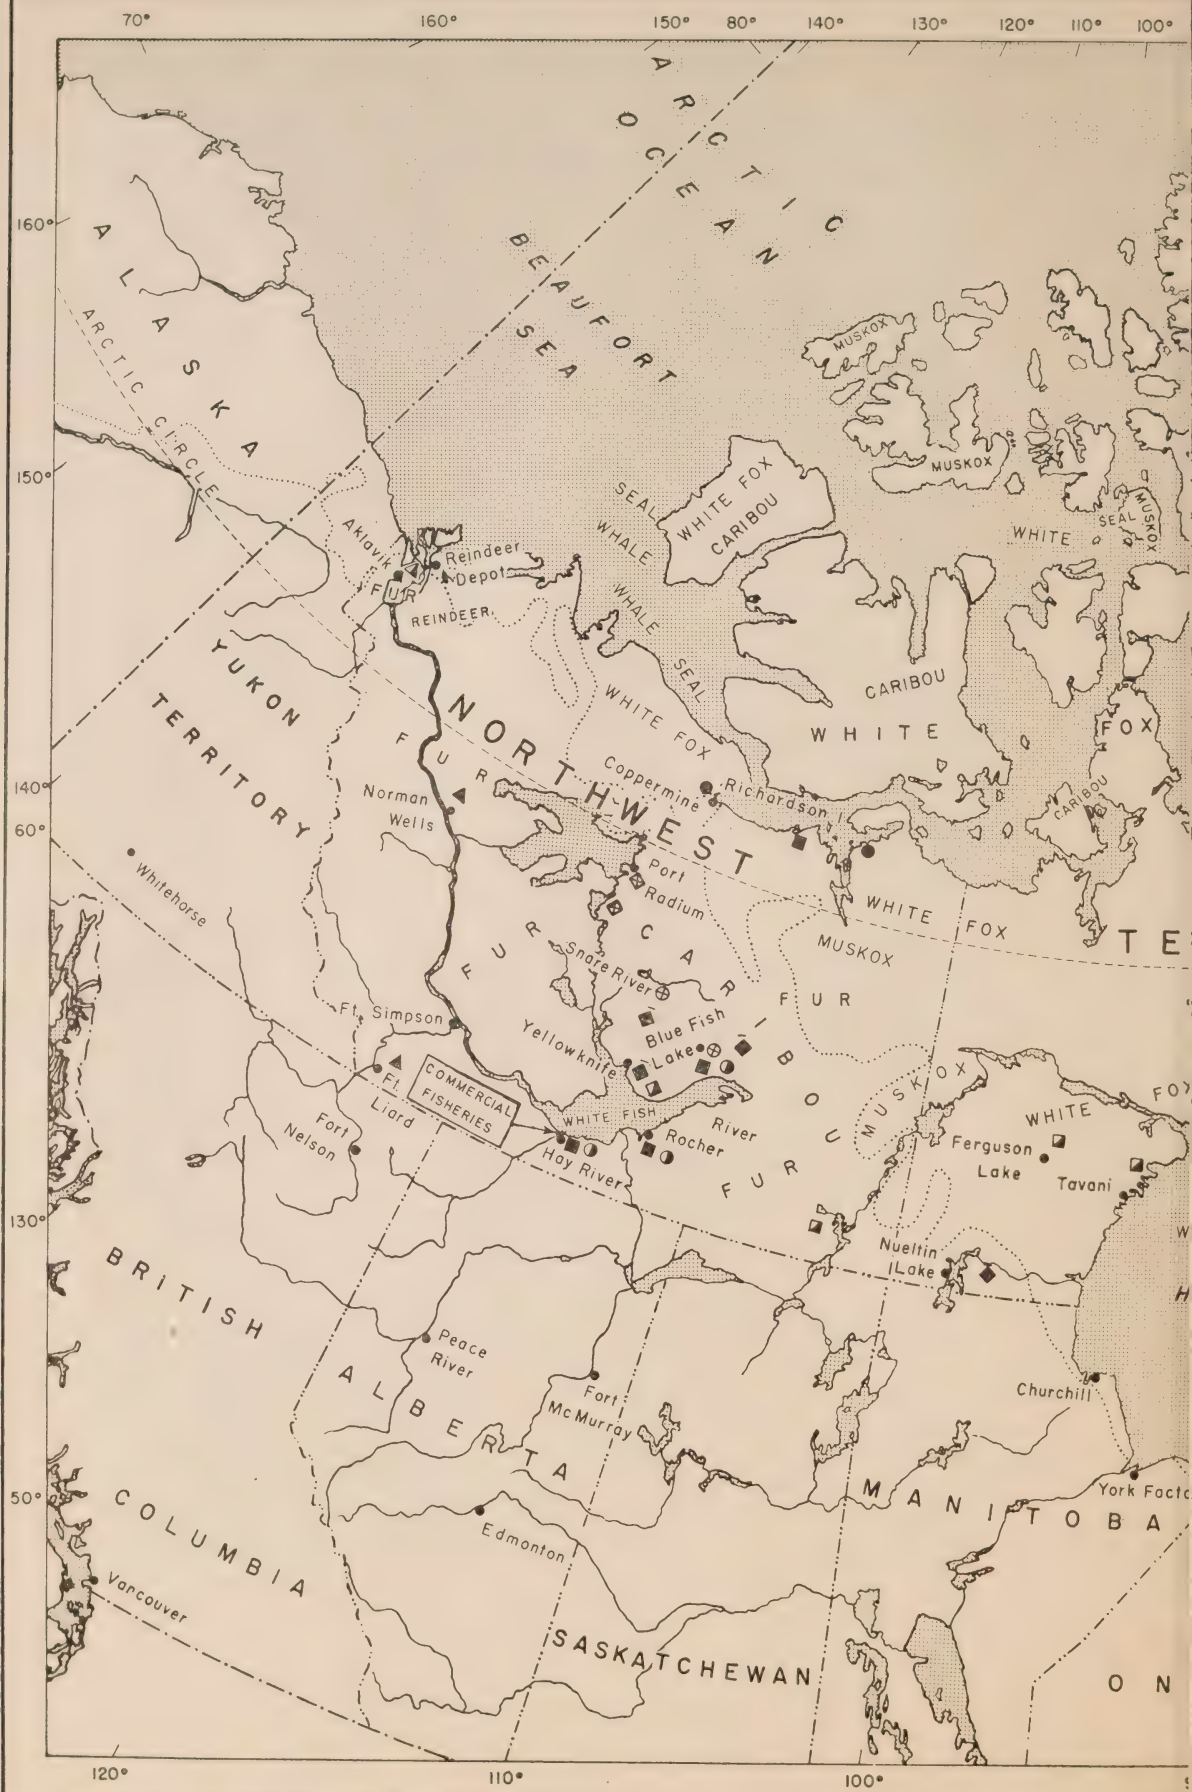 70° 160° 150° 80° 140° 130° 120° 110° 100°
ARCTIC
OCEAN
160°
BEAUFORT
SEA
ALASKA
ARCTIC CIRCLE
MUSKOX
MUSKOX
MUSKOX
150°
WHITE FOX
CARIBOU
SEAL
WHALE
WHALE
SEAL
SEAL
WHITE
Aklavik
Reindeer
Depot
FUR
REINDEER
YUKON
TERRITORY
NORTHWEST
WHITE FOX
CARIBOU
WHITE
FOX
CARIBOU
FUR
Coppermine
Richardson I
140°
Norman
Wells
60°
Whitehorse
Port
Radium
WHITE FOX
TE
CARIBOU
MUSKOX
FUR
Snare River
FUR
Ft. Simpson
Yellowknife
Blue Fish
Lake
COMMERCIAL
FISHERIES
Ft.
Liard
Fort
Nelson
WHITE FISH
Hay River
Rocher
River
FUR
MUSKOX
WHITE
FOX
Ferguson
Lake
Tavani
130°
W
H
Nueltin
Lake
BRITISH
COLUMBIA
Peace
River
ALBERTA
Fort
McMurray
Churchill
50°
MANITOBA
York Facto
Edmonton
Vancouver
SASKATCHEWAN
ON
120° 110° 100°